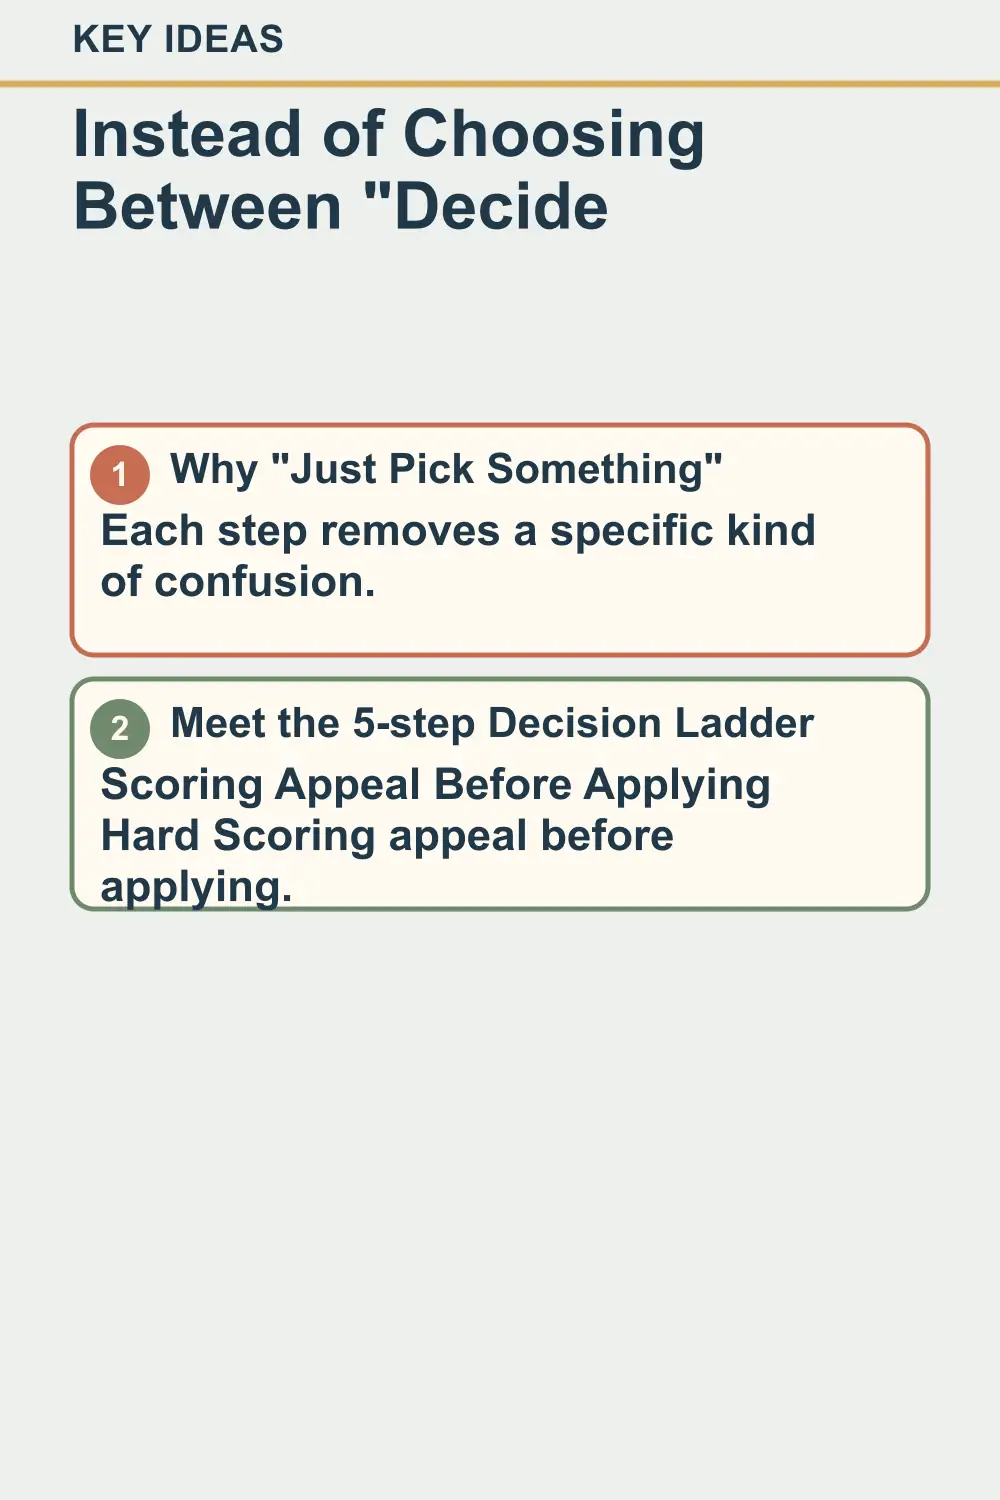 KEY IDEAS
Instead of Choosing
Between "Decide
1 Why "Just Pick Something"
Each step removes a specific kind
of confusion.
2 Meet the 5-step Decision Ladder
Scoring Appeal Before Applying
Hard Scoring appeal before
applying.